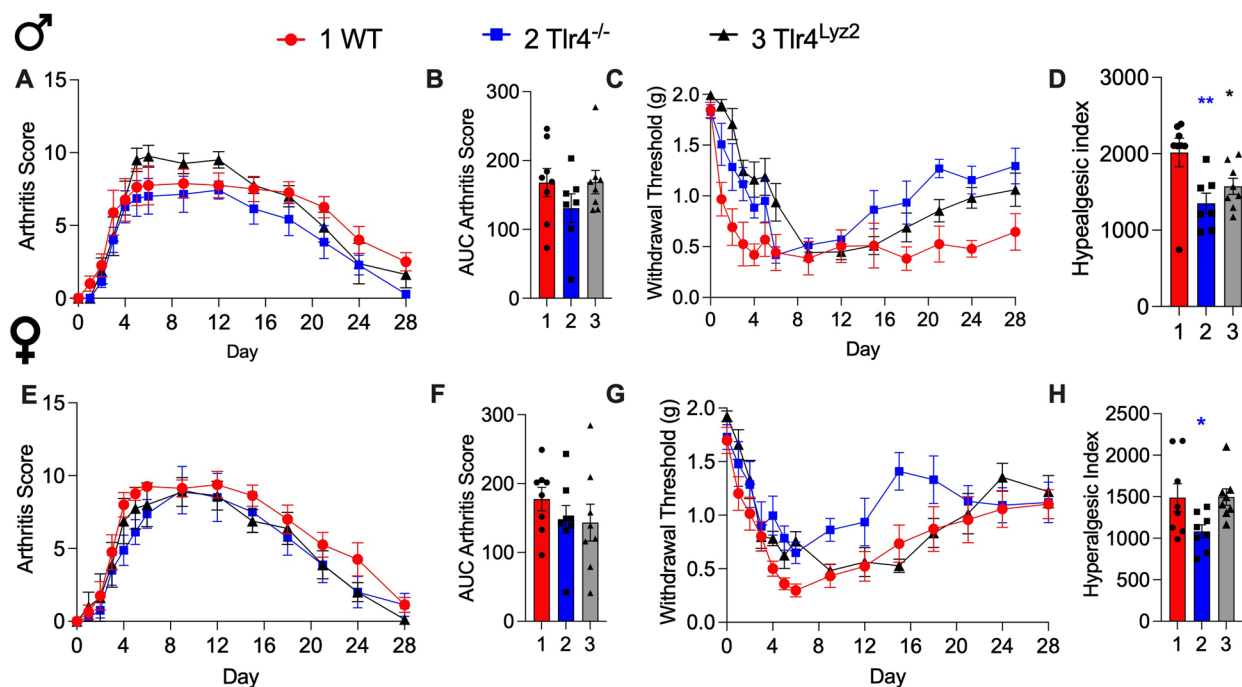 1 WT 2 Tlr4-/- 3 Tlr4Lyz2
A
Arthritis Score
15
10
5
0
0 4 8 12 16 20 24 28
Day
B
AUC Arthritis Score
300
200
100
0
1 2 3
C
Withdrawal Threshold (g)
2.0
1.5
1.0
0.5
0.0
0 4 8 12 16 20 24 28
Day
D
Hypealgesic index
3000
2000
1000
0
** *
1 2 3
E
Arthritis Score
15
10
5
0
0 4 8 12 16 20 24 28
Day
F
AUC Arthritis Score
300
200
100
0
1 2 3
G
Withdrawal Threshold (g)
2.0
1.5
1.0
0.5
0.0
0 4 8 12 16 20 24 28
Day
H
Hyperalgesic Index
2500
2000
1500
1000
500
0
*
1 2 3